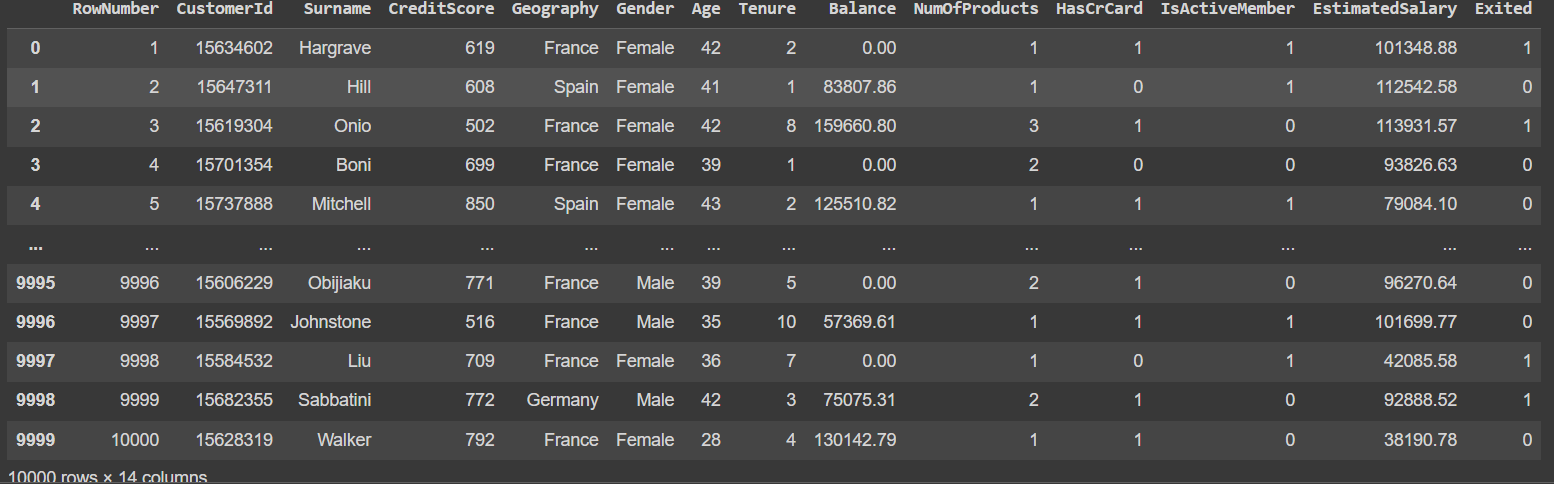 RowNumber CustomerId Surname CreditScore Geography Gender Age Tenure Balance NumOfProducts HasCrCard IsActiveMember EstimatedSalary Exited
0 1 15634602 Hargrave 619 France Female 42 2 0.00 1 1 1 101348.88 1
1 2 15647311 Hill 608 Spain Female 41 1 83807.86 1 0 1 112542.58 0
2 3 15619304 Onio 502 France Female 42 8 159660.80 3 1 0 113931.57 1
3 4 15701354 Boni 699 France Female 39 1 0.00 2 0 0 93826.63 0
4 5 15737888 Mitchell 850 Spain Female 43 2 125510.82 1 1 1 79084.10 0
... ... ... ... ... ... ... ... ... ... ... ... ... ... ...
9995 9996 15606229 Obijiaku 771 France Male 39 5 0.00 2 1 0 96270.64 0
9996 9997 15569892 Johnstone 516 France Male 35 10 57369.61 1 1 1 101699.77 0
9997 9998 15584532 Liu 709 France Female 36 7 0.00 1 0 1 42085.58 1
9998 9999 15682355 Sabbatini 772 Germany Male 42 3 75075.31 2 1 0 92888.52 1
9999 10000 15628319 Walker 792 France Female 28 4 130142.79 1 1 0 38190.78 0
10000 rows × 14 columns